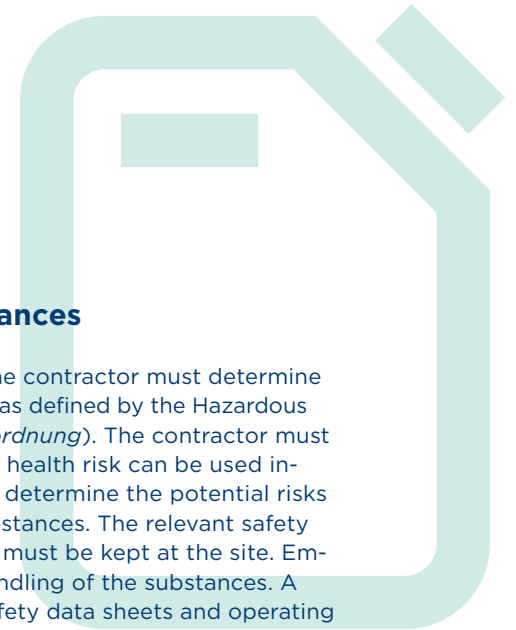 ances
ne contractor must determine
as defined by the Hazardous
ordnung). The contractor must
health risk can be used in-
determine the potential risks
stances. The relevant safety
must be kept at the site. Em-
ndling of the substances. A
fety data sheets and operating